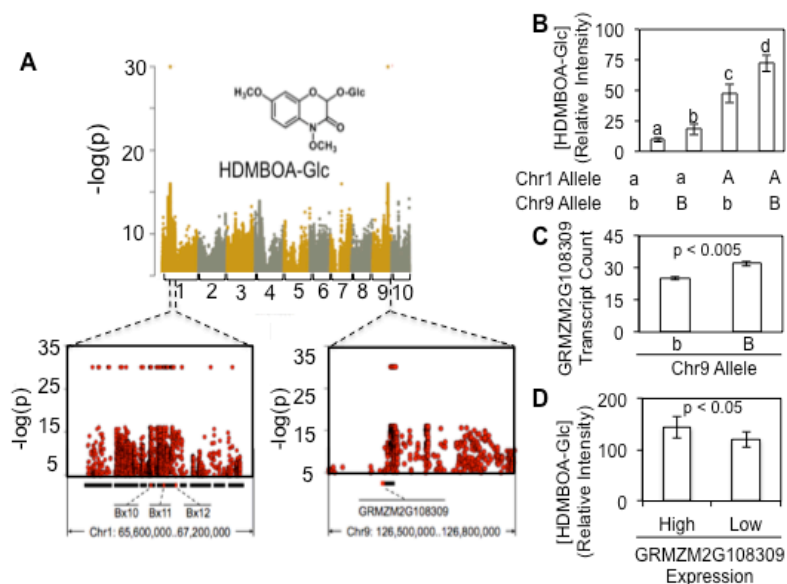 A
-log(p)
30
20
10
H₃CO
O
O-Glc
N
O
OCH₃
HDMBOA-Glc
1 2 3 4 5 6 7 8 9 10
-log(p)
35
25
15
5
Bx10 Bx11 Bx12
Chr1: 65,600,000..67,200,000
-log(p)
35
25
15
5
GRMZM2G108309
Chr9: 126,500,000..126,800,000
B
[HDMBOA-Glc]
(Relative Intensity)
100
75
50
25
0
a b c d
Chr1 Allele a a A A
Chr9 Allele b B b B
C
GRMZM2G108309
Transcript Count
45
30
15
0
p < 0.005
b B
Chr9 Allele
D
[HDMBOA-Glc]
(Relative Intensity)
200
100
0
p < 0.05
High Low
GRMZM2G108309
Expression